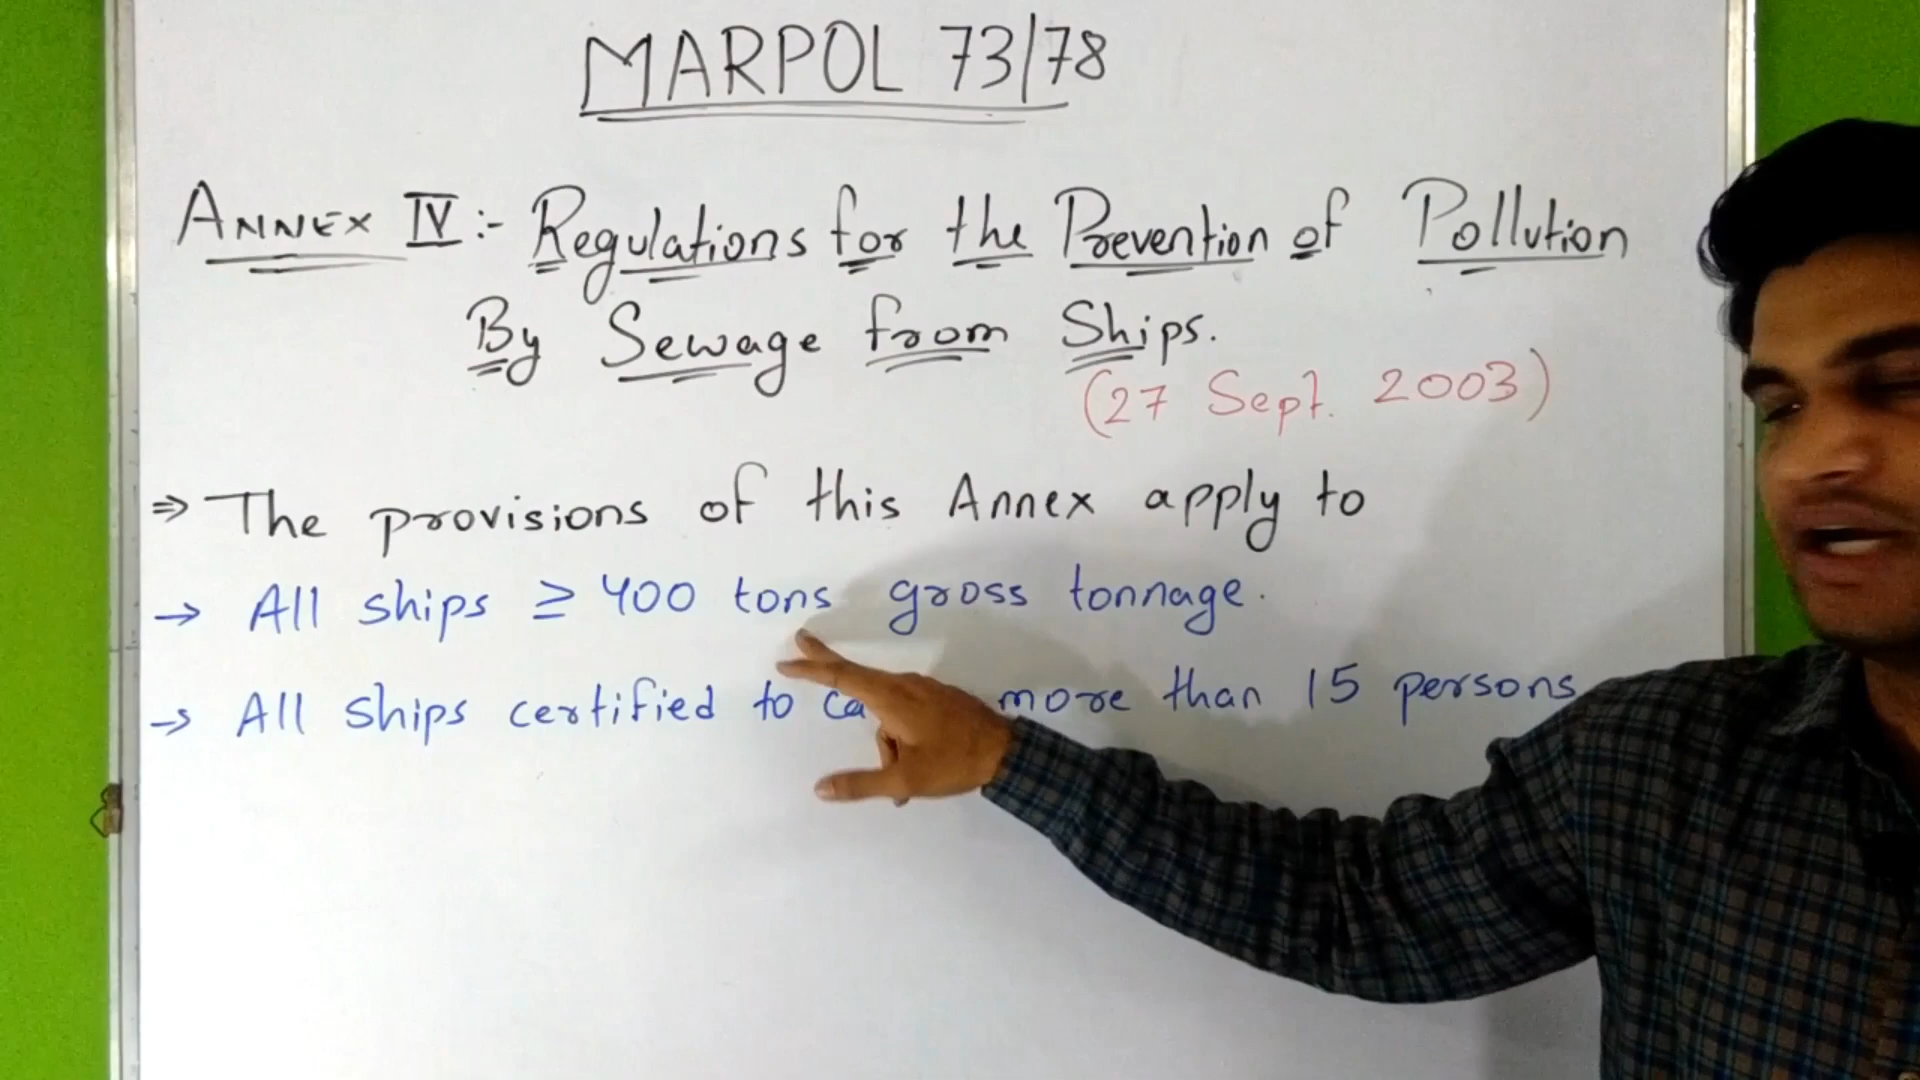 MARPOL 73/78
ANNEX IV :- Regulations for the Prevention of Pollution
By Sewage from Ships.
(27 Sept. 2003)
⇒ The provisions of this Annex apply to
→ All ships ≥ 400 tons gross tonnage.
→ All ships certified to more than 15 persons